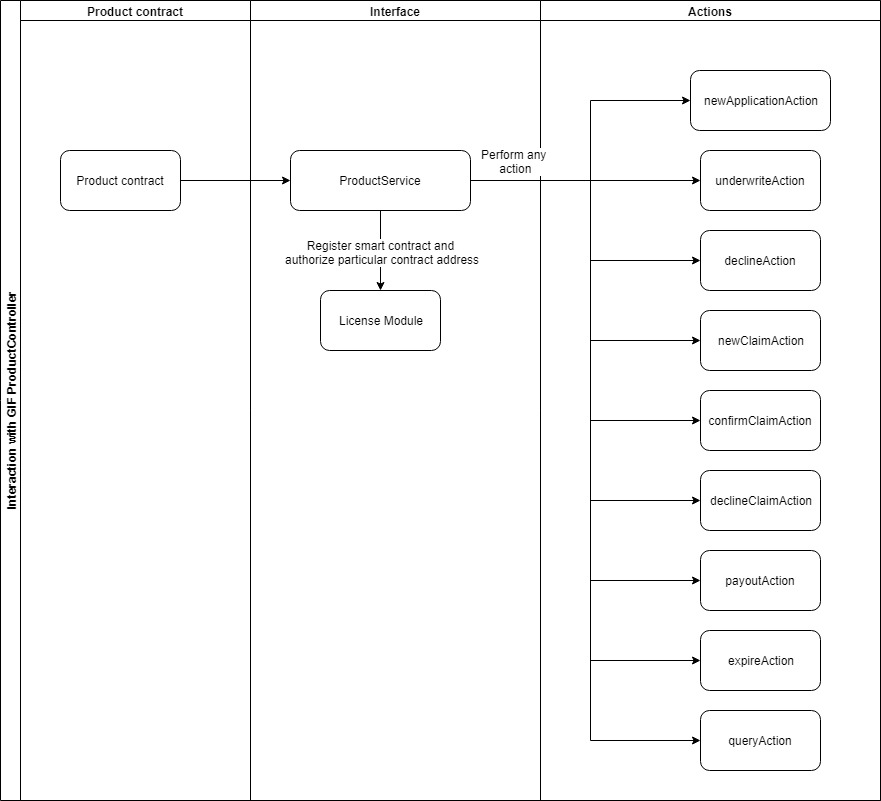 Product contract
Interface
Actions
Interaction with GIF ProductController
newApplicationAction
Product contract
ProductService
Perform any
action
underwriteAction
Register smart contract and
authorize particular contract address
declineAction
License Module
newClaimAction
confirmClaimAction
declineClaimAction
payoutAction
expireAction
queryAction